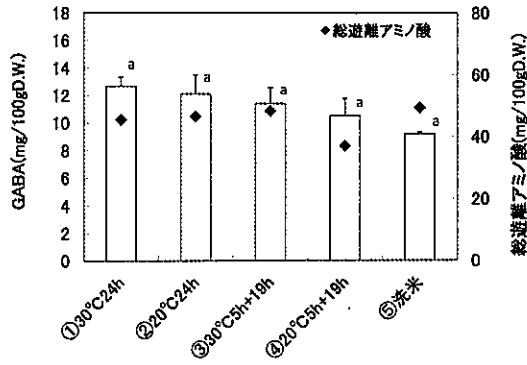 18
16
14
12
10
8
6
4
2
0
GABA(mg/100gD.W.)
◆総遊離アミノ酸
a
a
a
a
a
80
60
40
20
0
総遊離アミノ酸(mg/100gD.W.)
①30℃24h
②20℃24h
③30℃5h+19h
④20℃5h+19h
⑤洗米